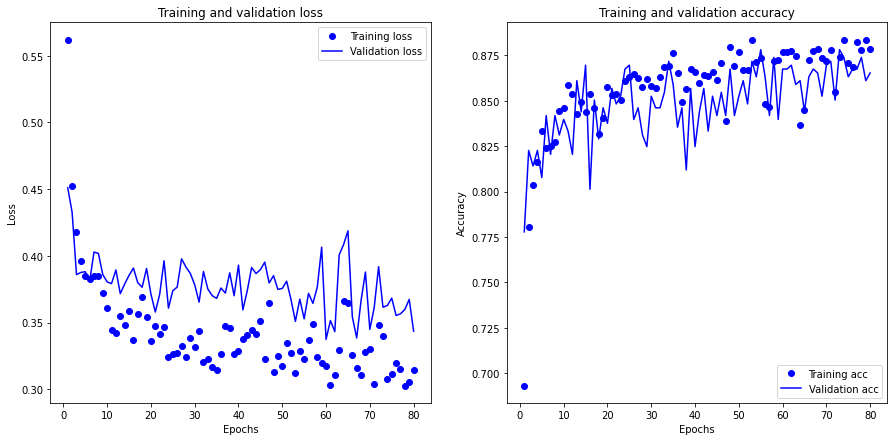 Training and validation loss
Training loss
Validation loss
0.55
0.50
0.45
0.40
0.35
0.30
Loss
0 10 20 30 40 50 60 70 80
Epochs
Training and validation accuracy
0.875
0.850
0.825
0.800
0.775
0.750
0.725
0.700
Accuracy
Training acc
Validation acc
0 10 20 30 40 50 60 70 80
Epochs